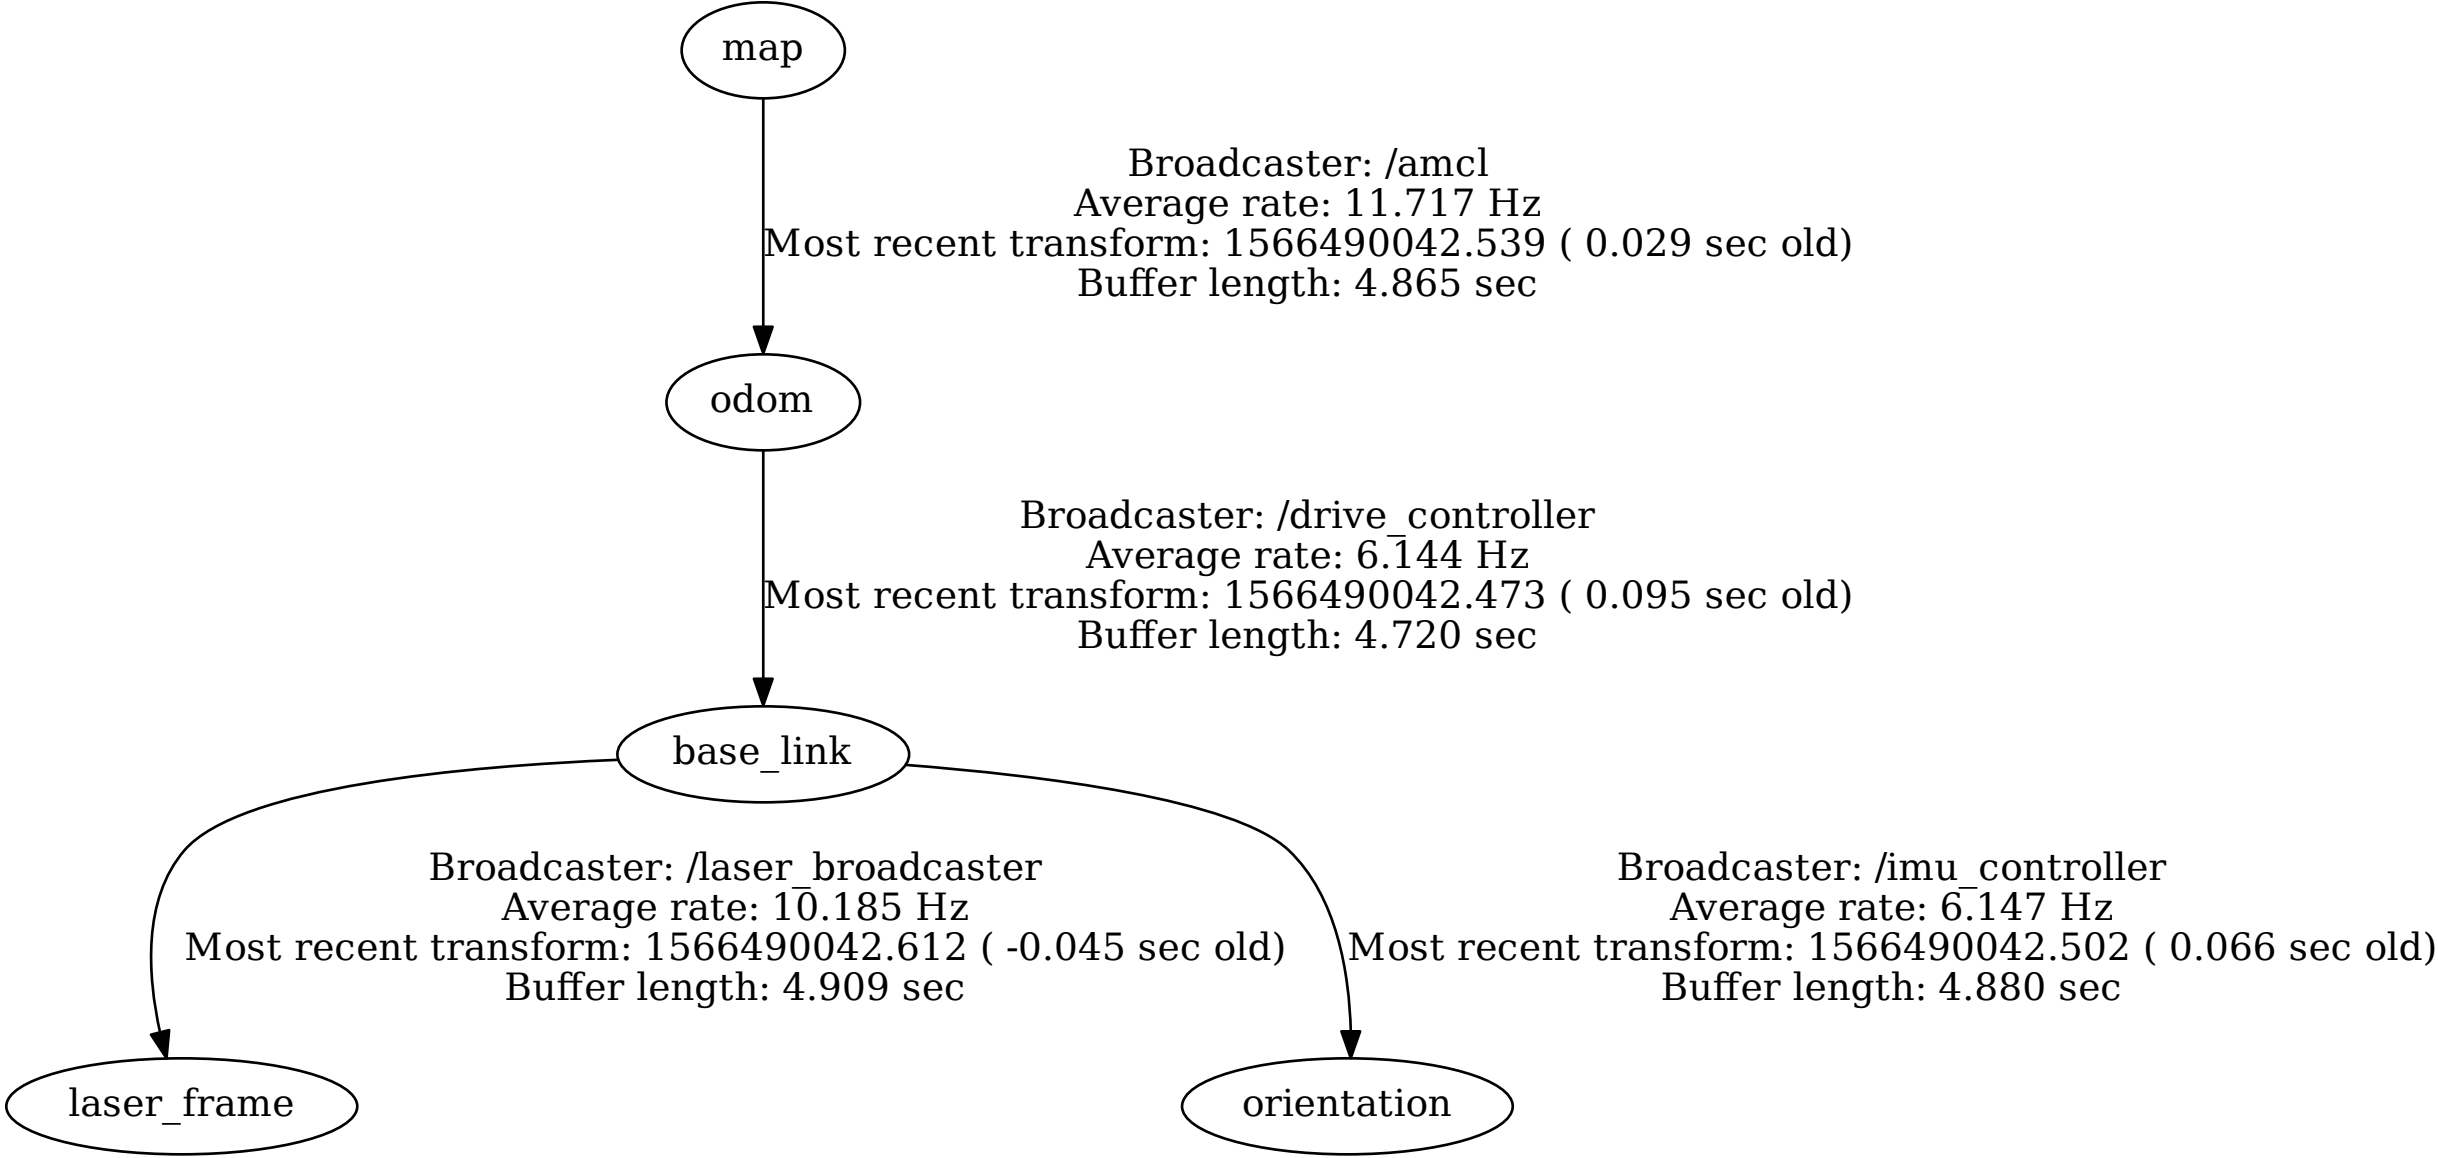 map
Broadcaster: /amcl
Average rate: 11.717 Hz
Most recent transform: 1566490042.539 ( 0.029 sec old)
Buffer length: 4.865 sec
odom
Broadcaster: /drive_controller
Average rate: 6.144 Hz
Most recent transform: 1566490042.473 ( 0.095 sec old)
Buffer length: 4.720 sec
base_link
Broadcaster: /laser_broadcaster
Average rate: 10.185 Hz
Most recent transform: 1566490042.612 ( -0.045 sec old)
Buffer length: 4.909 sec
Broadcaster: /imu_controller
Average rate: 6.147 Hz
Most recent transform: 1566490042.502 ( 0.066 sec old)
Buffer length: 4.880 sec
laser_frame
orientation